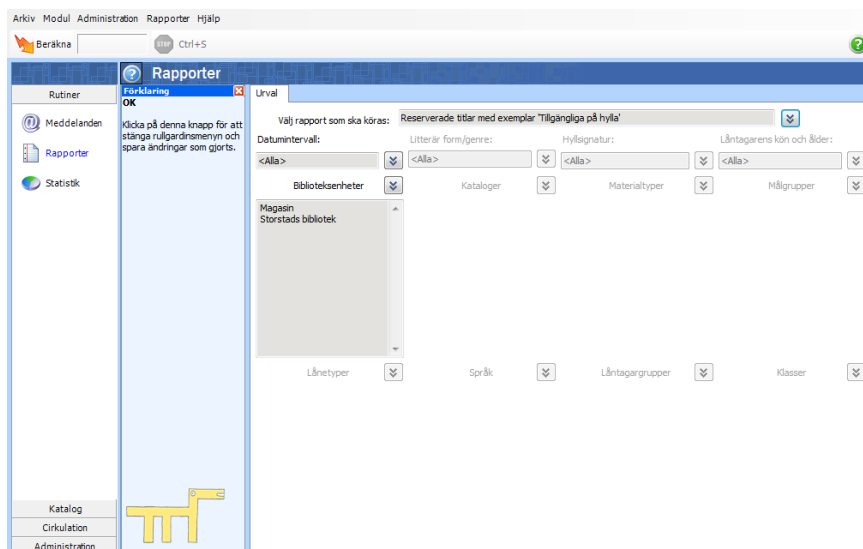 Arkiv Modul Administration Rapporter Hjälp
Beräkna STOP Ctrl+S
Rapporter
Rutiner
Meddelanden
Rapporter
Statistik
Förklaring
OK
Klicka på denna knapp för att
stänga rullgardinsmenyn och
spara ändringar som gjorts.
Urval
Välj rapport som ska köras: Reserverade titlar med exemplar 'Tillgängliga på hylla'
Datumintervall: Litterär form/genre: Hyllsignatur: Låntagarens kön och ålder:
<Alla> <Alla> <Alla> <Alla>
Biblioteksenheter Kataloger Materialtyper Målgrupper
Magasin
Storstads bibliotek
Lånetyper Språk Låntagargrupper Klasser
Katalog
Cirkulation
Administration